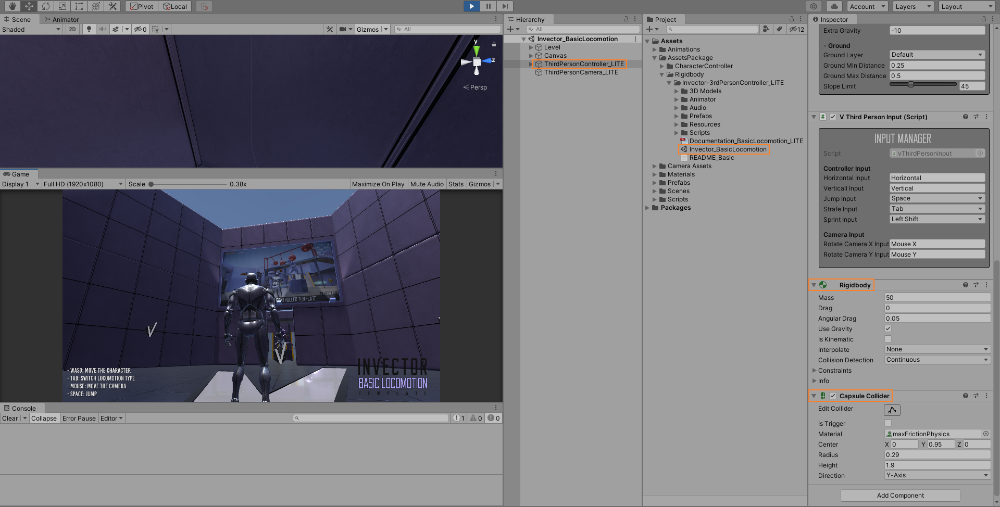 Pivot
Local
Account
Layers
Layout
Scene
Animator
Shaded
2D
0
Gizmos
All
y
z
Persp
Game
Display 1
Full HD (1920x1080)
Scale
0.38x
Maximize On Play
Mute Audio
Stats
Gizmos
CONTROLLER TEMPLATE
- WASD: MOVE THE CHARACTER
- TAB: SWITCH LOCOMOTION TYPE
- MOUSE: MOVE THE CAMERA
- SPACE: JUMP
INVECTOR
BASIC LOCOMOTION
TEMPLATE
Console
Clear
Collapse
Error Pause
Editor
1
0
0
Hierarchy
All
Invector_BasicLocomotion
Level
Canvas
ThirdPersonController_LITE
ThirdPersonCamera_LITE
Project
12
Assets
Animations
AssetsPackage
CharacterController
Rigidbody
Invector-3rdPersonController_LITE
3D Models
Animator
Audio
Prefabs
Resources
Scripts
Documentation_BasicLocomotion_LITE
Invector_BasicLocomotion
README_Basic
Camera Assets
Materials
Prefabs
Scenes
Scripts
Packages
Inspector
Extra Gravity -10
- Ground
Ground Layer Default
Ground Min Distance 0.25
Ground Max Distance 0.5
Slope Limit 45
V Third Person Input (Script)
INPUT MANAGER
Script vThirdPersonInput
Controller Input
Horizontal Input Horizontal
Verticall Input Vertical
Jump Input Space
Strafe Input Tab
Sprint Input Left Shift
Camera Input
Rotate Camera X Input Mouse X
Rotate Camera Y Input Mouse Y
Rigidbody
Mass 50
Drag 0
Angular Drag 0.05
Use Gravity
Is Kinematic
Interpolate None
Collision Detection Continuous
Constraints
Info
Capsule Collider
Edit Collider
Is Trigger
Material maxFrictionPhysics
Center X 0 Y 0.95 Z 0
Radius 0.29
Height 1.9
Direction Y-Axis
Add Component